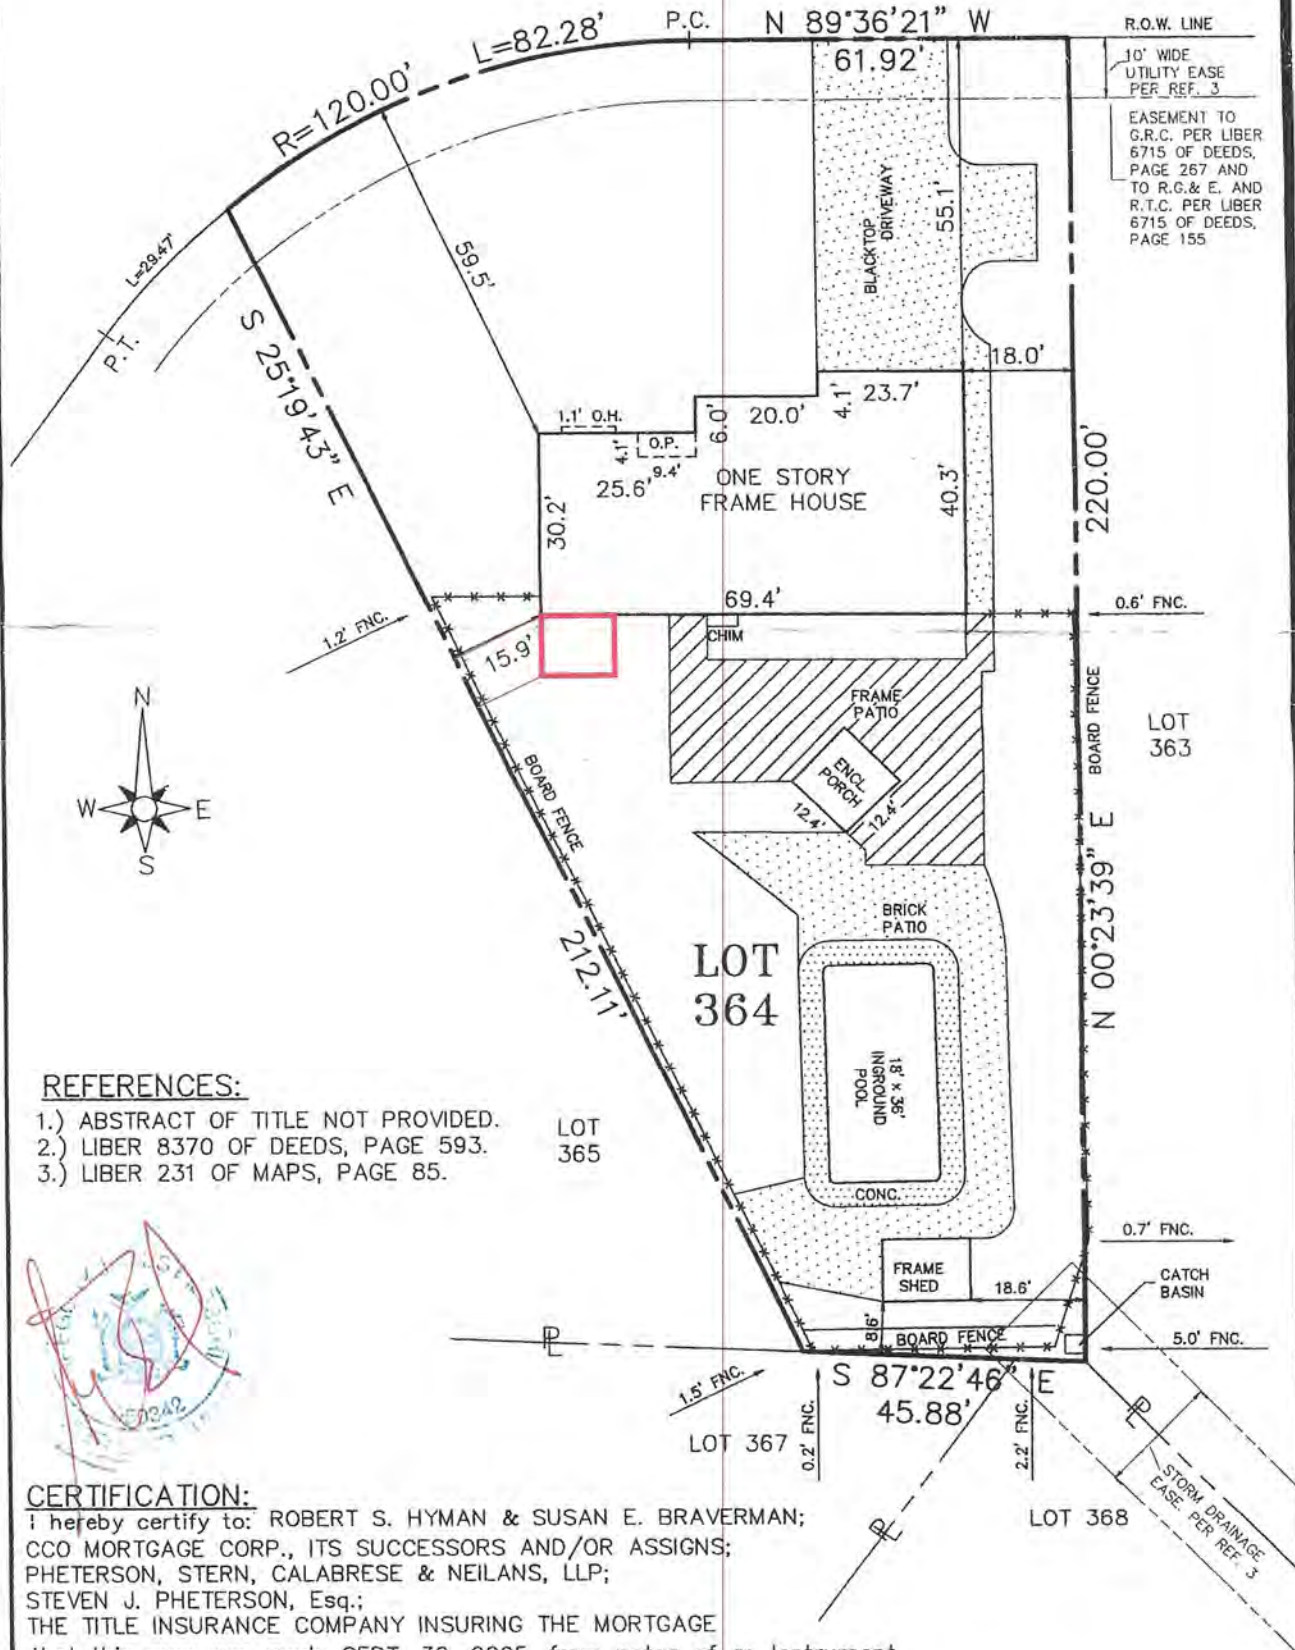 L=82.28'
P.C.
N 89°36'21" W
61.92'
R.O.W. LINE
10' WIDE
UTILITY EASE
PER REF. 3
EASEMENT TO
G.R.C. PER LIBER
6715 OF DEEDS,
PAGE 267 AND
TO R.G.& E. AND
R.T.C. PER LIBER
6715 OF DEEDS,
PAGE 155
R=120.00'
L=29.47'
P.T.
59.5'
BLACKTOP
DRIVEWAY
55.1'
S 25°19'43" E
18.0'
23.7'
4.1'
20.0'
6.0'
1.1' O.H.
O.P.
4.1'
9.4'
25.6'
ONE STORY
FRAME HOUSE
30.2'
40.3'
220.00'
69.4'
0.6' FNC.
1.2' FNC.
15.9'
CHIM
FRAME
PATIO
BOARD FENCE
LOT
363
N
W
E
S
BOARD FENCE
ENCL.
PORCH
12.4'
12.4'
N 00°23'39" E
BRICK
PATIO
LOT
364
212.11'
18' x 36'
INGROUND
POOL
REFERENCES:
1.) ABSTRACT OF TITLE NOT PROVIDED.
2.) LIBER 8370 OF DEEDS, PAGE 593.
3.) LIBER 231 OF MAPS, PAGE 85.
LOT
365
CONC.
0.7' FNC.
FRAME
SHED
18.6'
CATCH
BASIN
8.6'
BOARD FENCE
5.0' FNC.
PL
1.5' FNC.
S 87°22'46" E
45.88'
0.2' FNC.
2.2' FNC.
PL
LOT 367
50342
STORM DRAINAGE
EASE. PER
REF. 3
PL
LOT 368
CERTIFICATION:
I hereby certify to: ROBERT S. HYMAN & SUSAN E. BRAVERMAN;
CCO MORTGAGE CORP., ITS SUCCESSORS AND/OR ASSIGNS;
PHETERSON, STERN, CALABRESE & NEILANS, LLP;
STEVEN J. PHETERSON, Esq.;
THE TITLE INSURANCE COMPANY INSURING THE MORTGAGE